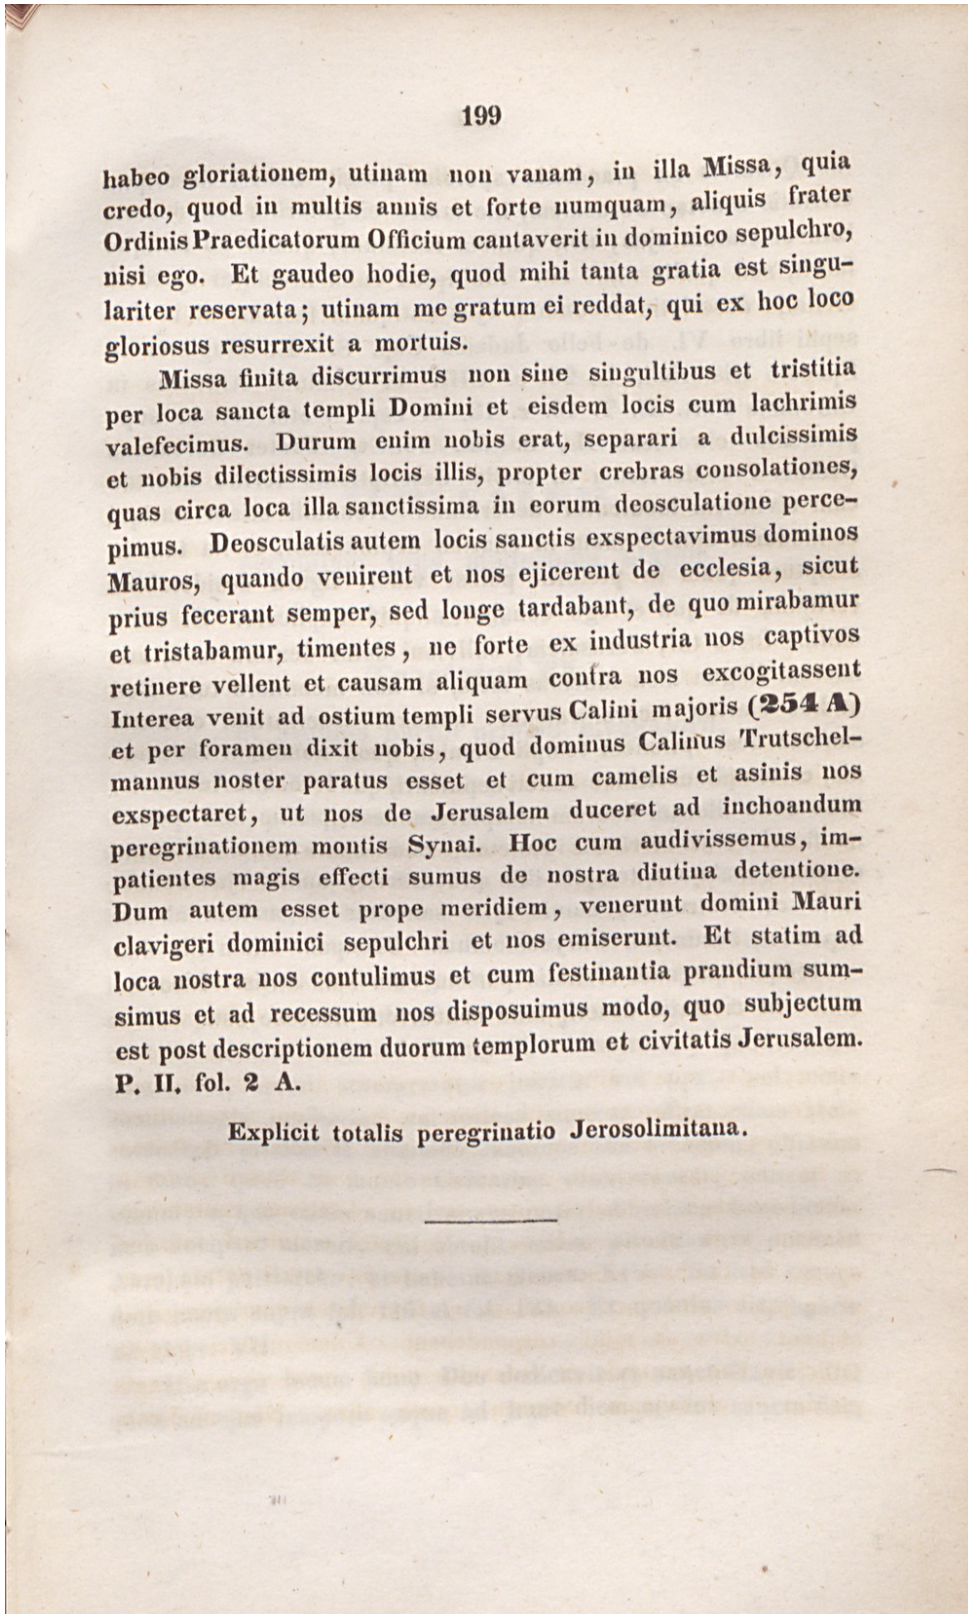 199
habeo gloriationem, utinam non vanam, in illa Missa, quia
credo, quod in multis annis et forte numquam, aliquis frater
Ordinis Praedicatorum Officium cantaverit in dominico sepulchro,
nisi ego. Et gaudeo hodie, quod mihi tanta gratia est singu-
lariter reservata; utinam me gratum ei reddat, qui ex hoc loco
gloriosus resurrexit a mortuis.
Missa finita discurrimus non sine singultibus et tristitia
per loca sancta templi Domini et eisdem locis cum lachrimis
valefecimus. Durum enim nobis erat, separari a dulcissimis
et nobis dilectissimis locis illis, propter crebras consolationes,
quas circa loca illa sanctissima in eorum deosculatione perce-
pimus. Deosculatis autem locis sanctis exspectavimus dominos
Mauros, quando venirent et nos ejicerent de ecclesia, sicut
prius fecerant semper, sed longe tardabant, de quo mirabamur
et tristabamur, timentes, ne forte ex industria nos captivos
retinere vellent et causam aliquam contra nos excogitassent
Interea venit ad ostium templi servus Calini majoris (254 A)
et per foramen dixit nobis, quod dominus Calinus Trutschel-
mannus noster paratus esset et cum camelis et asinis nos
exspectaret, ut nos de Jerusalem duceret ad inchoandum
peregrinationem montis Synai. Hoc cum audivissemus, im-
patientes magis effecti sumus de nostra diutina detentione.
Dum autem esset prope meridiem, venerunt domini Mauri
clavigeri dominici sepulchri et nos emiserunt. Et statim ad
loca nostra nos contulimus et cum festinantia prandium sum-
simus et ad recessum nos disposuimus modo, quo subjectum
est post descriptionem duorum templorum et civitatis Jerusalem.
P. II. fol. 2 A.
Explicit totalis peregrinatio Jerosolimitana.